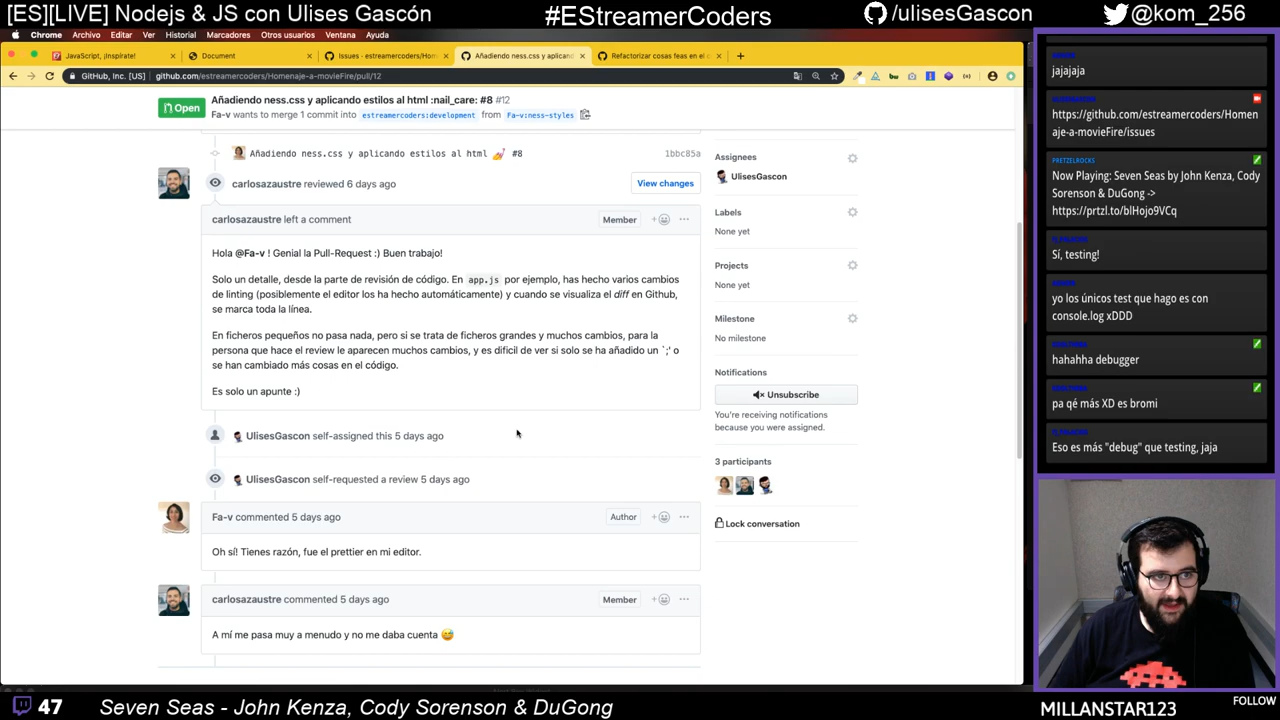 [ES][LIVE] Nodejs & JS con Ulises Gascón
#EStreamerCoders
/ulisesGascon
@kom_256
Chrome Archivo Editar Ver Historial Marcadores Otros usuarios Ventana Ayuda
JavaScript, ¡Inspírate!
Document
Issues · estreamercoders/Home
Añadiendo ness.css y aplicand
Refactorizar cosas feas en el c
GitHub, Inc. [US]
github.com/estreamercoders/Homenaje-a-movieFire/pull/12
Open
Añadiendo ness.css y aplicando estilos al html :nail_care: #8 #12
Fa-v wants to merge 1 commit into estreamercoders:development from Fa-v:ness-styles
Añadiendo ness.css y aplicando estilos al html 💅 #8
1bbc85a
carlosazaustre reviewed 6 days ago
View changes
carlosazaustre left a comment
Member
Hola @Fa-v ! Genial la Pull-Request :) Buen trabajo!
Solo un detalle, desde la parte de revisión de código. En app.js por ejemplo, has hecho varios cambios
de linting (posiblemente el editor los ha hecho automáticamente) y cuando se visualiza el diff en Github,
se marca toda la línea.
En ficheros pequeños no pasa nada, pero si se trata de ficheros grandes y muchos cambios, para la
persona que hace el review le aparecen muchos cambios, y es dificil de ver si solo se ha añadido un `;' o
se han cambiado más cosas en el código.
Es solo un apunte :)
UlisesGascon self-assigned this 5 days ago
UlisesGascon self-requested a review 5 days ago
Fa-v commented 5 days ago
Author
Oh sí! Tienes razón, fue el prettier en mi editor.
carlosazaustre commented 5 days ago
Member
A mí me pasa muy a menudo y no me daba cuenta 😅
Assignees
UlisesGascon
Labels
None yet
Projects
None yet
Milestone
No milestone
Notifications
Unsubscribe
You're receiving notifications
because you were assigned.
3 participants
Lock conversation
jajajaja
https://github.com/estreamercoders/Homen
aje-a-movieFire/issues
PRETZELROCKS
Now Playing: Seven Seas by John Kenza, Cody
Sorenson & DuGong ->
https://prtzl.to/blHojo9VCq
Sí, testing!
yo los únicos test que hago es con
console.log xDDD
hahahha debugger
pa qé más XD es bromi
Eso es más "debug" que testing, jaja
47
Seven Seas - John Kenza, Cody Sorenson & DuGong
MILLANSTAR123
FOLLOW